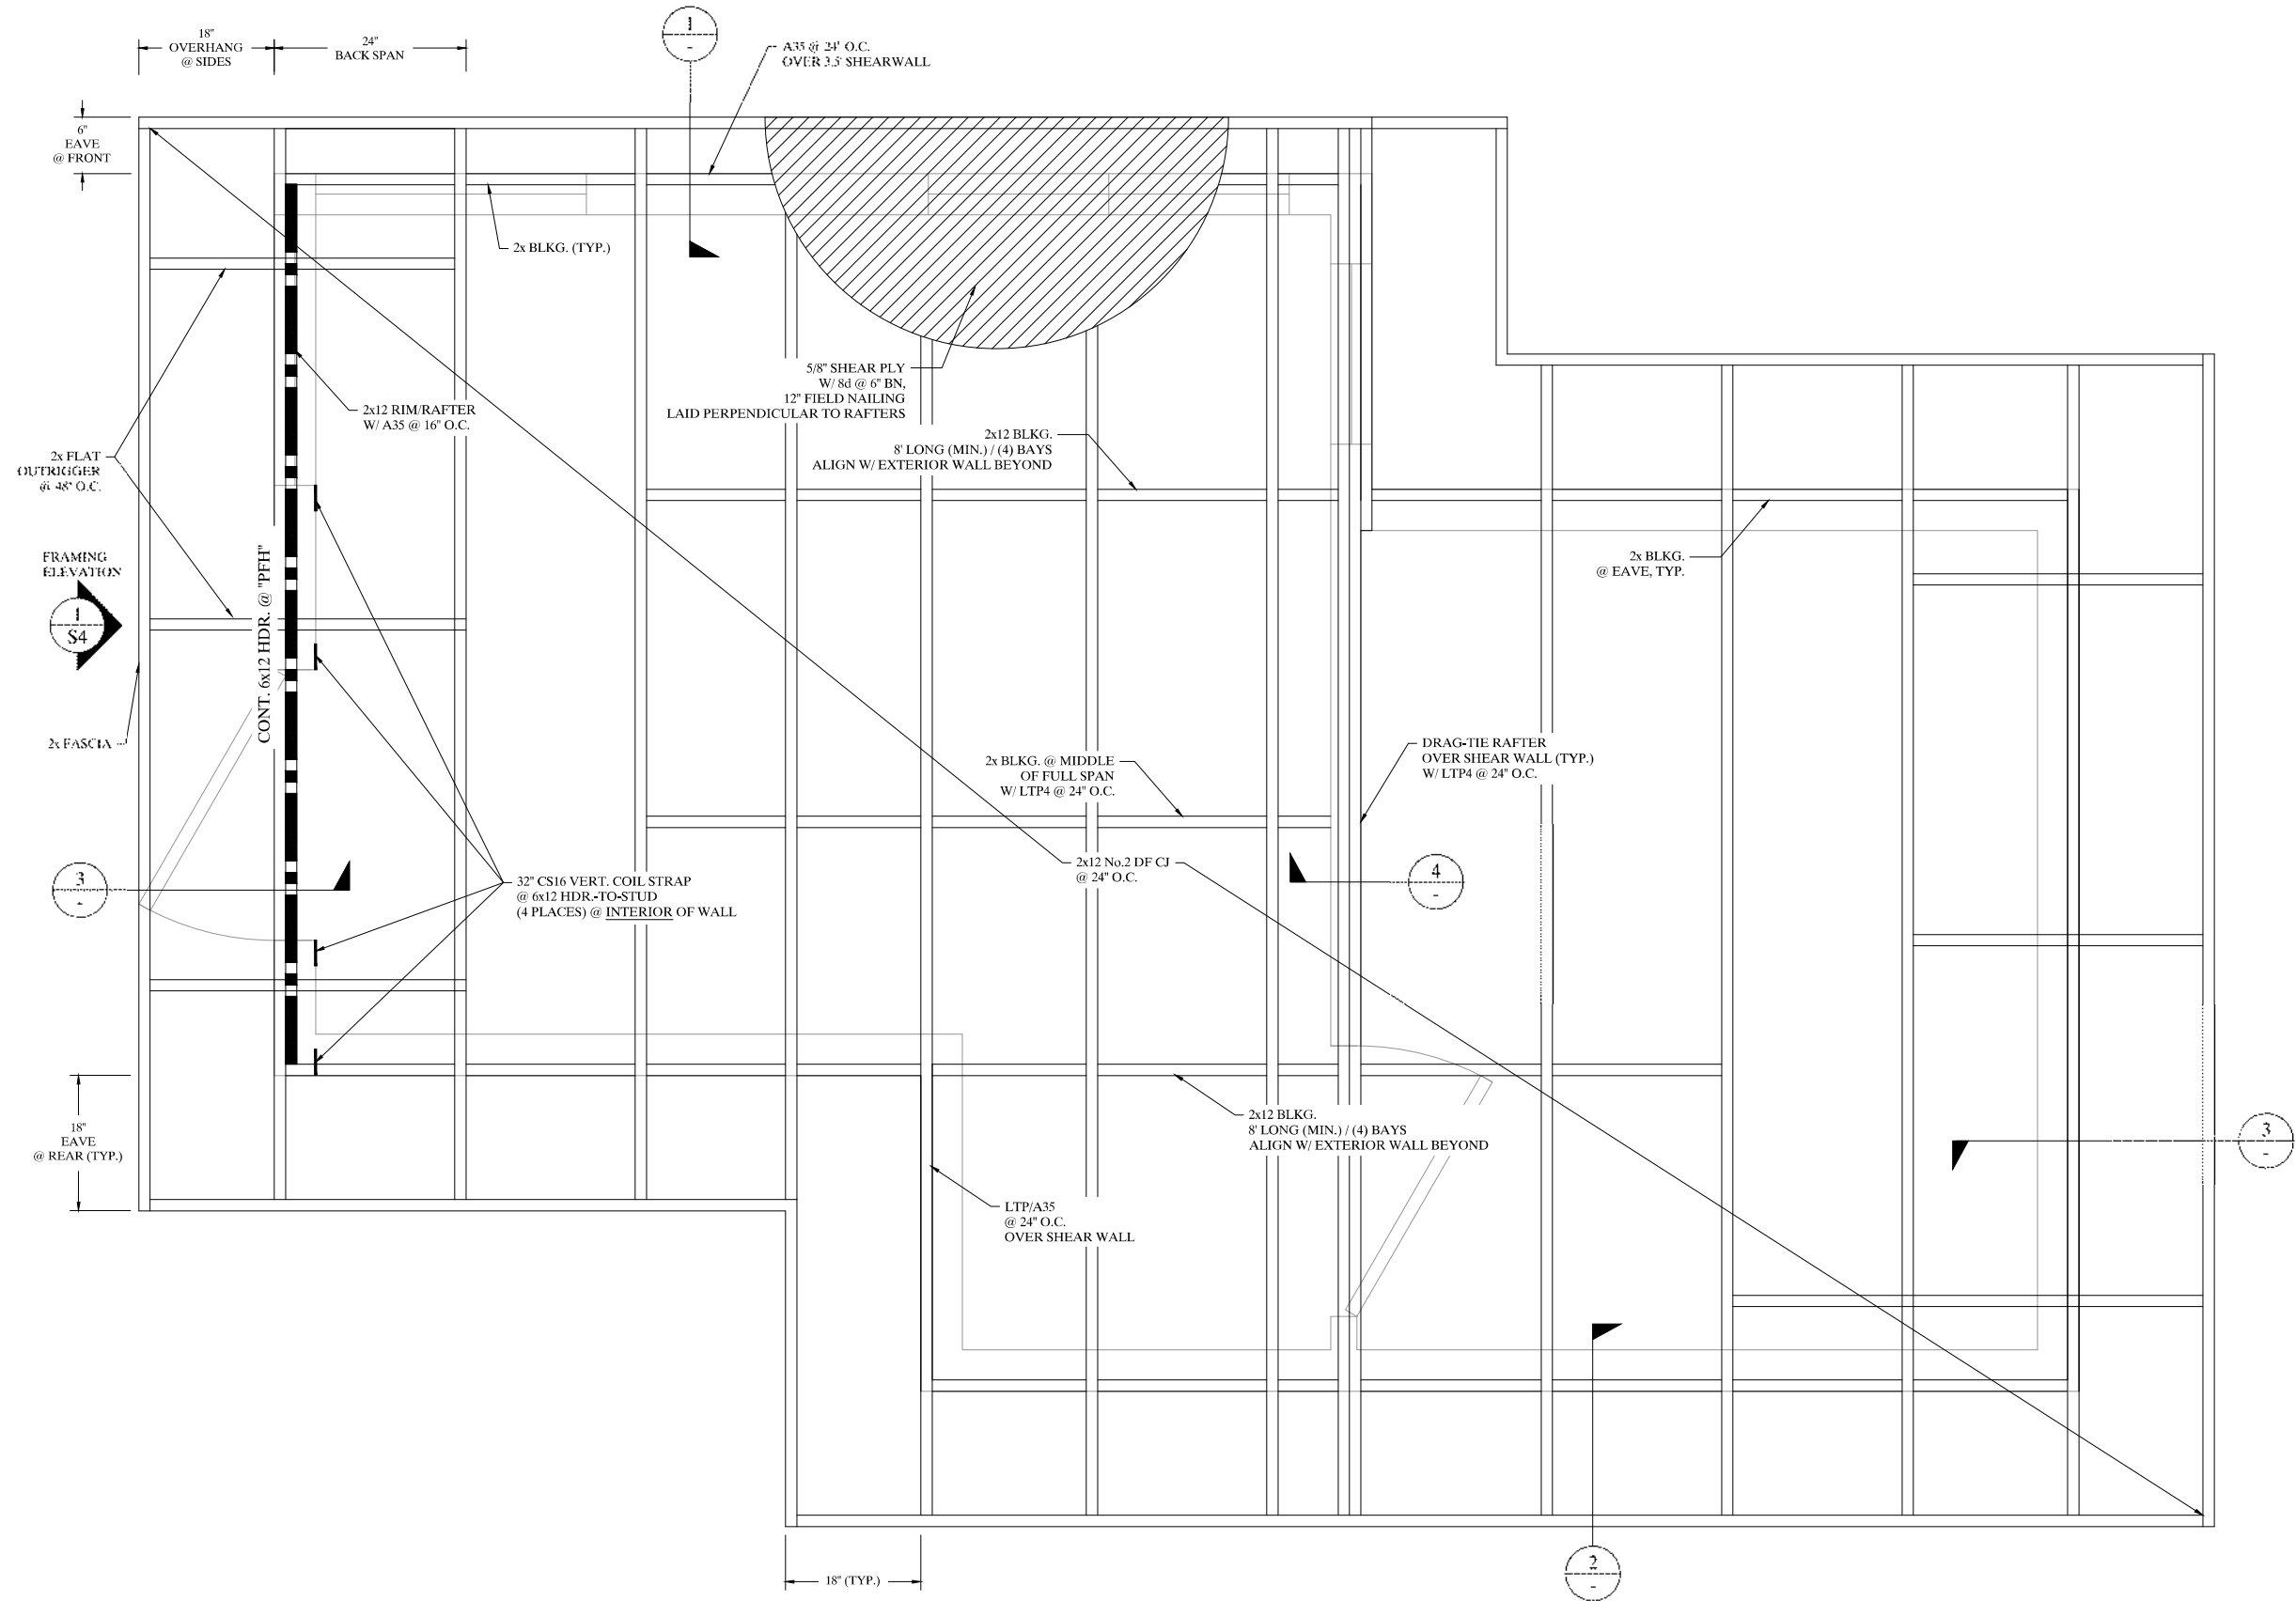 18"
OVERHANG
@ SIDES
24"
BACK SPAN
1
-
A35 @ 24" O.C.
OVER 3.5' SHEARWALL
6"
EAVE
@ FRONT
2x BLKG. (TYP.)
5/8" SHEAR PLY
W/ 8d @ 6" BN,
12" FIELD NAILING
LAID PERPENDICULAR TO RAFTERS
2x12 RIM/RAFTER
W/ A35 @ 16" O.C.
2x12 BLKG.
8' LONG (MIN.) / (4) BAYS
ALIGN W/ EXTERIOR WALL BEYOND
2x FLAT
OUTRIGGER
@ 48" O.C.
FRAMING
ELEVATION
1
S4
CONT. 6x12 HDR. @ "PFH"
2x BLKG.
@ EAVE, TYP.
2x FASCIA
2x BLKG. @ MIDDLE
OF FULL SPAN
W/ LTP4 @ 24" O.C.
DRAG-TIE RAFTER
OVER SHEAR WALL (TYP.)
W/ LTP4 @ 24" O.C.
3
-
32" CS16 VERT. COIL STRAP
@ 6x12 HDR.-TO-STUD
(4 PLACES) @ INTERIOR OF WALL
2x12 No.2 DF CJ
@ 24" O.C.
4
-
18"
EAVE
@ REAR (TYP.)
2x12 BLKG.
8' LONG (MIN.) / (4) BAYS
ALIGN W/ EXTERIOR WALL BEYOND
3
-
LTP/A35
@ 24" O.C.
OVER SHEAR WALL
18" (TYP.)
2
-